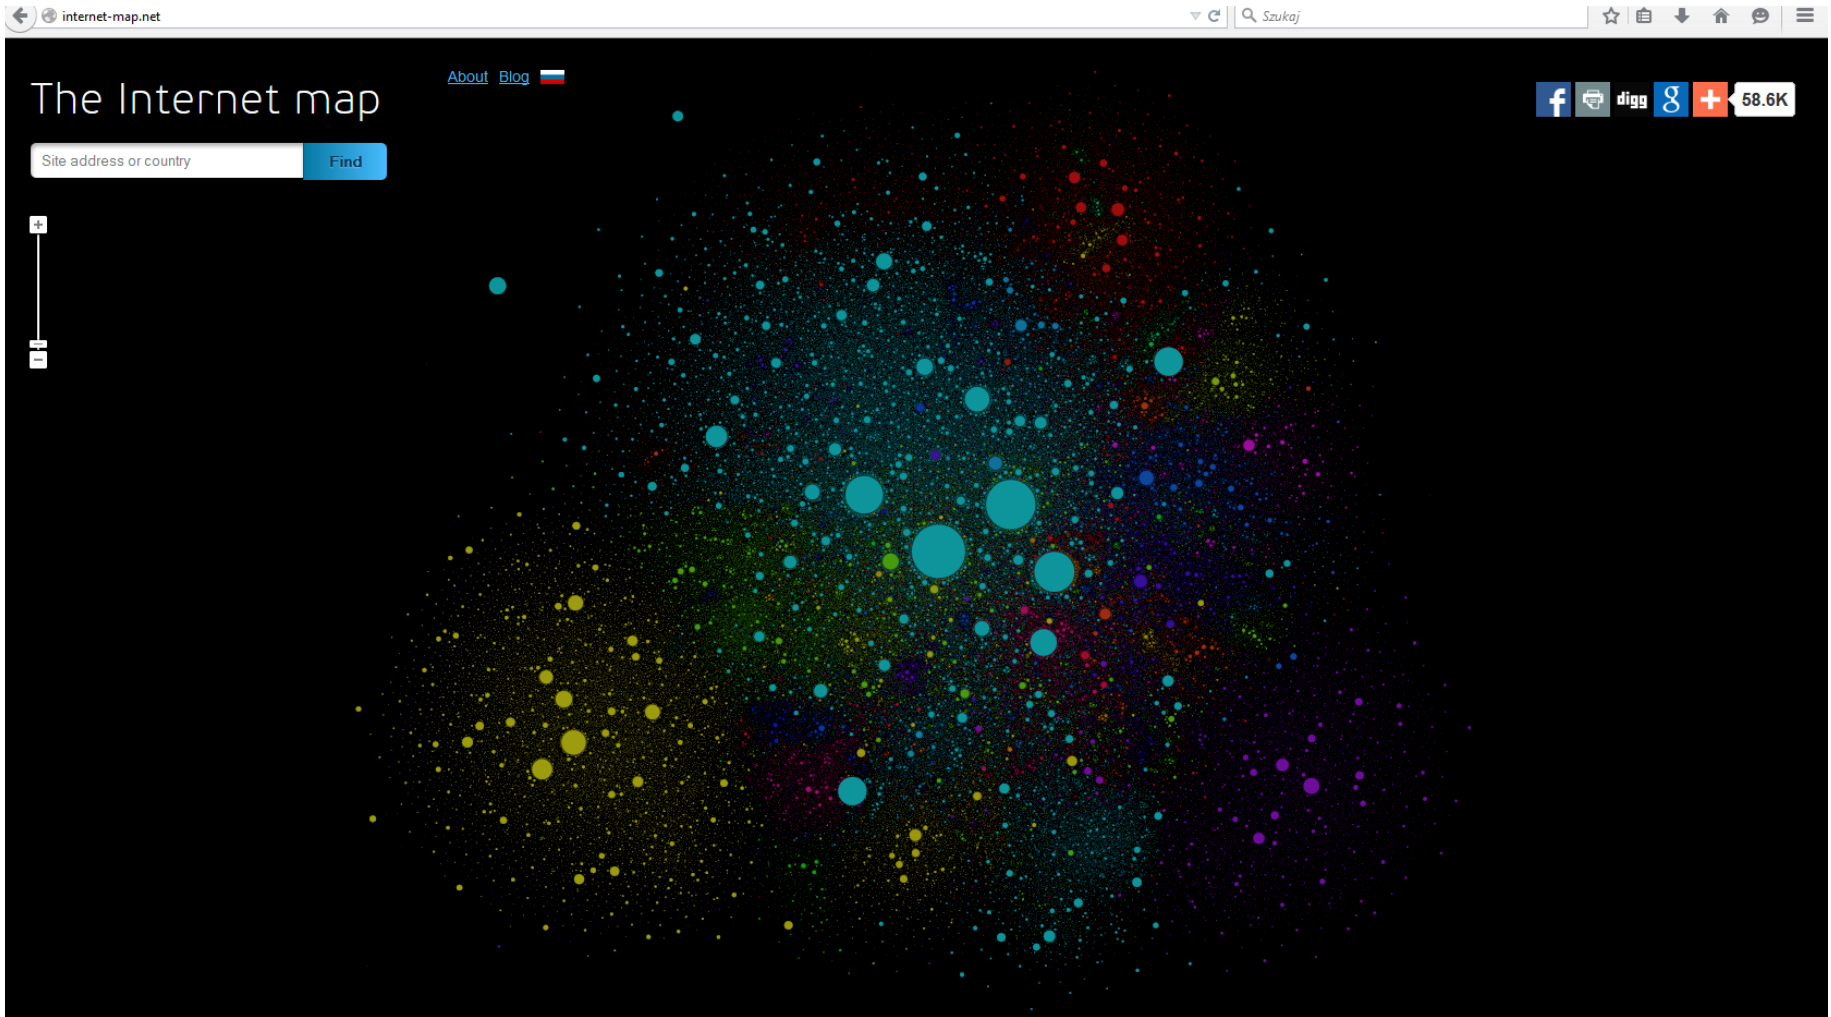 internet-map.net
Szukaj
The Internet map
About Blog
digg
58.6K
Site address or country
Find